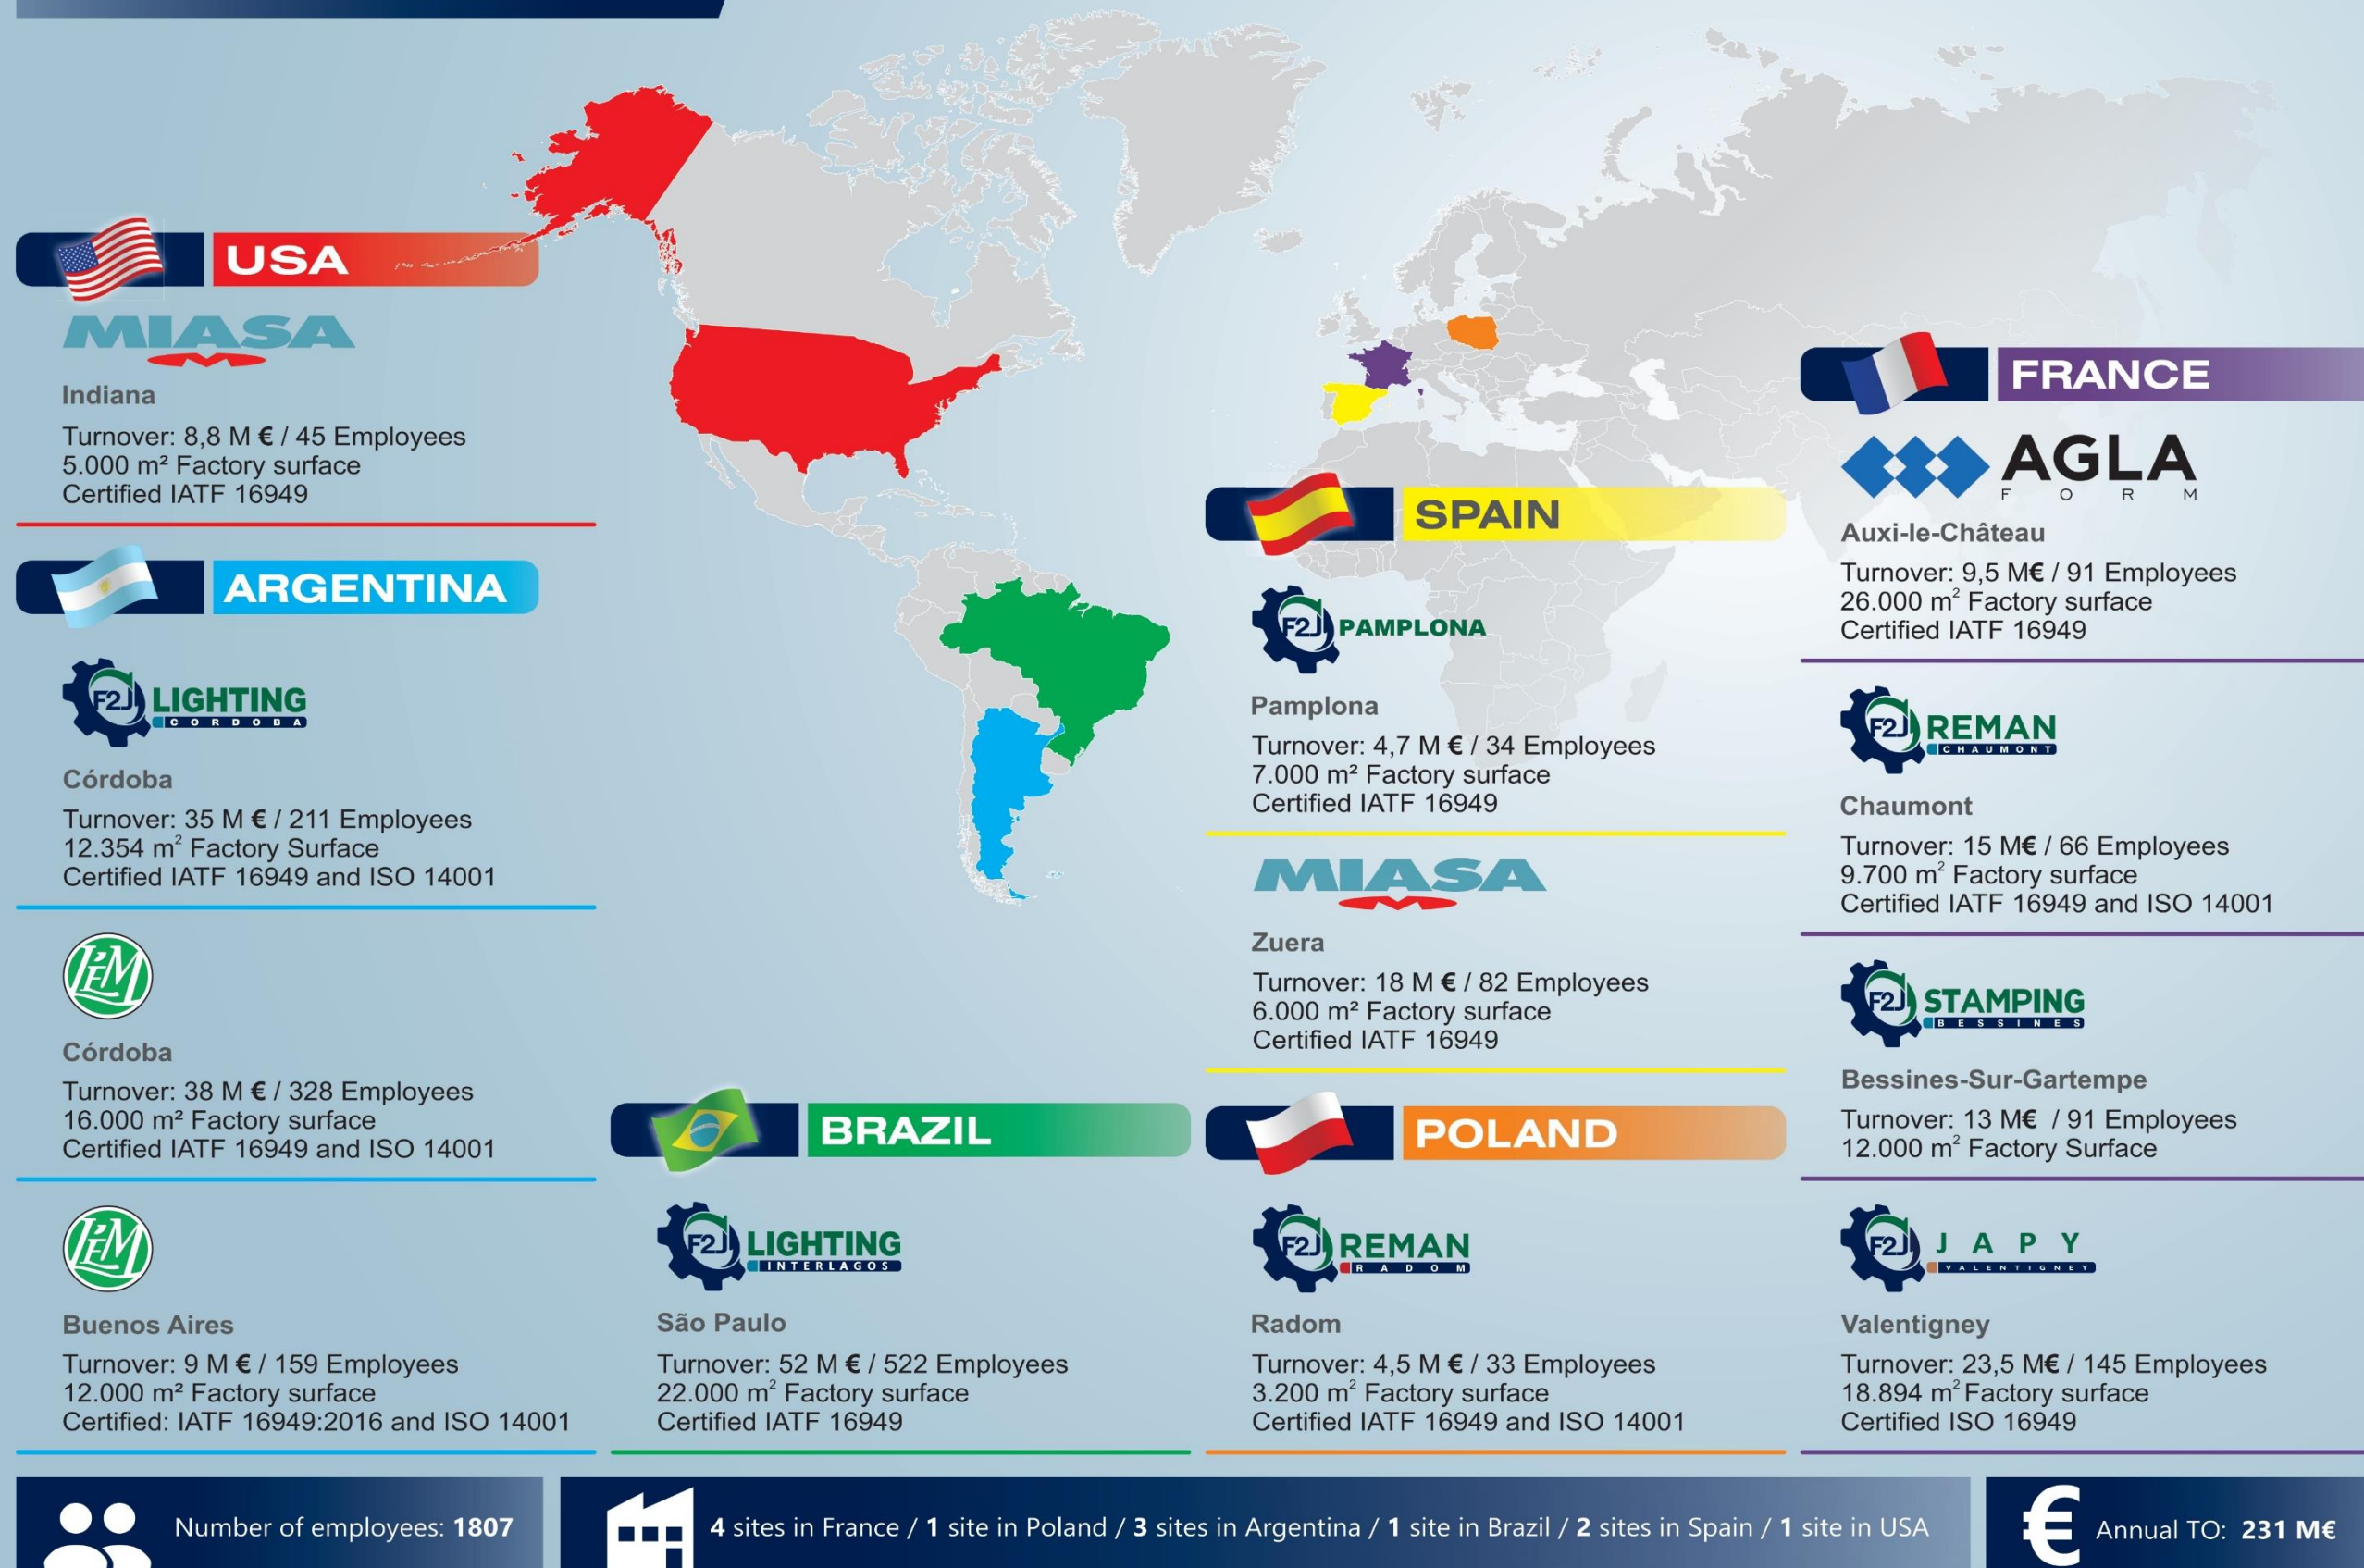 USA
MIASA
Indiana
Turnover: 8,8 M € / 45 Employees
5.000 m² Factory surface
Certified IATF 16949
ARGENTINA
F2J LIGHTING
CORDOBA
Córdoba
Turnover: 35 M € / 211 Employees
12.354 m² Factory Surface
Certified IATF 16949 and ISO 14001
L'EM
Córdoba
Turnover: 38 M € / 328 Employees
16.000 m² Factory surface
Certified IATF 16949 and ISO 14001
L'EM
Buenos Aires
Turnover: 9 M € / 159 Employees
12.000 m² Factory surface
Certified: IATF 16949:2016 and ISO 14001
BRAZIL
F2J LIGHTING
INTERLAGOS
São Paulo
Turnover: 52 M € / 522 Employees
22.000 m² Factory surface
Certified IATF 16949
SPAIN
F2J PAMPLONA
Pamplona
Turnover: 4,7 M € / 34 Employees
7.000 m² Factory surface
Certified IATF 16949
MIASA
Zuera
Turnover: 18 M € / 82 Employees
6.000 m² Factory surface
Certified IATF 16949
POLAND
F2J REMAN
RADOM
Radom
Turnover: 4,5 M € / 33 Employees
3.200 m² Factory surface
Certified IATF 16949 and ISO 14001
FRANCE
AGLA
FORM
Auxi-le-Château
Turnover: 9,5 M€ / 91 Employees
26.000 m² Factory surface
Certified IATF 16949
F2J REMAN
CHAUMONT
Chaumont
Turnover: 15 M€ / 66 Employees
9.700 m² Factory surface
Certified IATF 16949 and ISO 14001
F2J STAMPING
BESSINES
Bessines-Sur-Gartempe
Turnover: 13 M€ / 91 Employees
12.000 m² Factory Surface
F2J JAPY
VALENTIGNEY
Valentigney
Turnover: 23,5 M€ / 145 Employees
18.894 m² Factory surface
Certified ISO 16949
Number of employees: 1807
4 sites in France / 1 site in Poland / 3 sites in Argentina / 1 site in Brazil / 2 sites in Spain / 1 site in USA
€ Annual TO: 231 M€